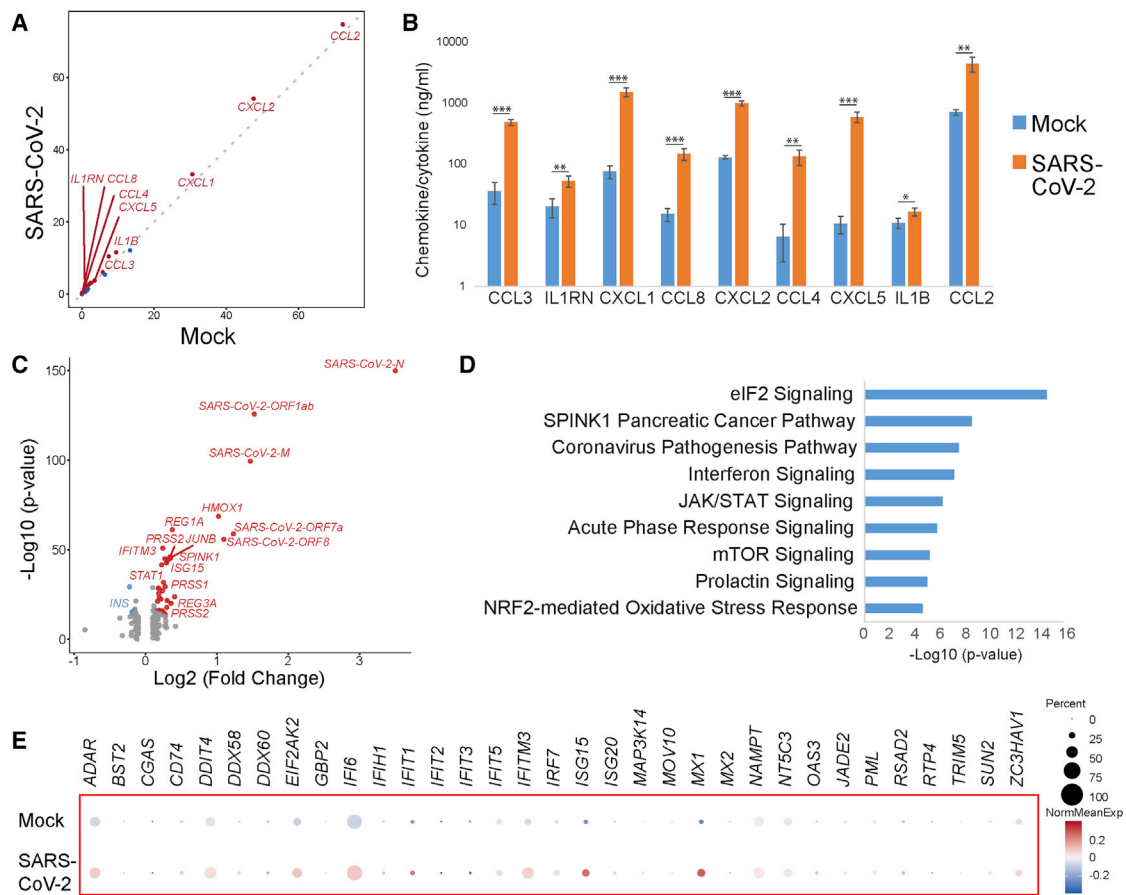 A
SARS-CoV-2
60
40
20
0
CCL2
CXCL2
CXCL1
IL1RN CCL8
CCL4
CXCL5
IL1B
CCL3
0 20 40 60
Mock
B
Chemokine/cytokine (ng/ml)
10000
1000
100
10
1
*** ** *** *** *** ** *** * **
CCL3 IL1RN CXCL1 CCL8 CXCL2 CCL4 CXCL5 IL1B CCL2
Mock
SARS-
CoV-2
C
-Log10 (p-value)
150
100
50
0
SARS-CoV-2-N
SARS-CoV-2-ORF1ab
SARS-CoV-2-M
HMOX1
REG1A
SARS-CoV-2-ORF7a
PRSS2 JUNB
SARS-CoV-2-ORF8
IFITM3
SPINK1
ISG15
STAT1
PRSS1
INS
REG3A
PRSS2
-1 0 1 2 3
Log2 (Fold Change)
D
eIF2 Signaling
SPINK1 Pancreatic Cancer Pathway
Coronavirus Pathogenesis Pathway
Interferon Signaling
JAK/STAT Signaling
Acute Phase Response Signaling
mTOR Signaling
Prolactin Signaling
NRF2-mediated Oxidative Stress Response
0 2 4 6 8 10 12 14 16
-Log10 (p-value)
E
ADAR
BST2
CGAS
CD74
DDIT4
DDX58
DDX60
EIF2AK2
GBP2
IFI6
IFIH1
IFIT1
IFIT2
IFIT3
IFIT5
IFITM3
IRF7
ISG15
ISG20
MAP3K14
MOV10
MX1
MX2
NAMPT
NT5C3
OAS3
JADE2
PML
RSAD2
RTP4
TRIM5
SUN2
ZC3HAV1
Mock
SARS-
CoV-2
Percent
0
25
50
75
100
NormMeanExp
0.2
0
-0.2